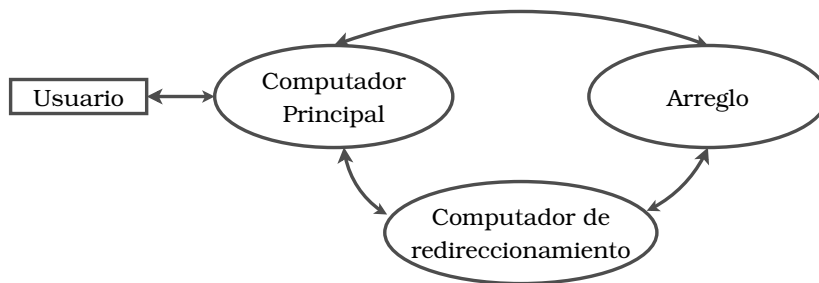 Usuario
Computador
Principal
Arreglo
Computador de
redireccionamiento